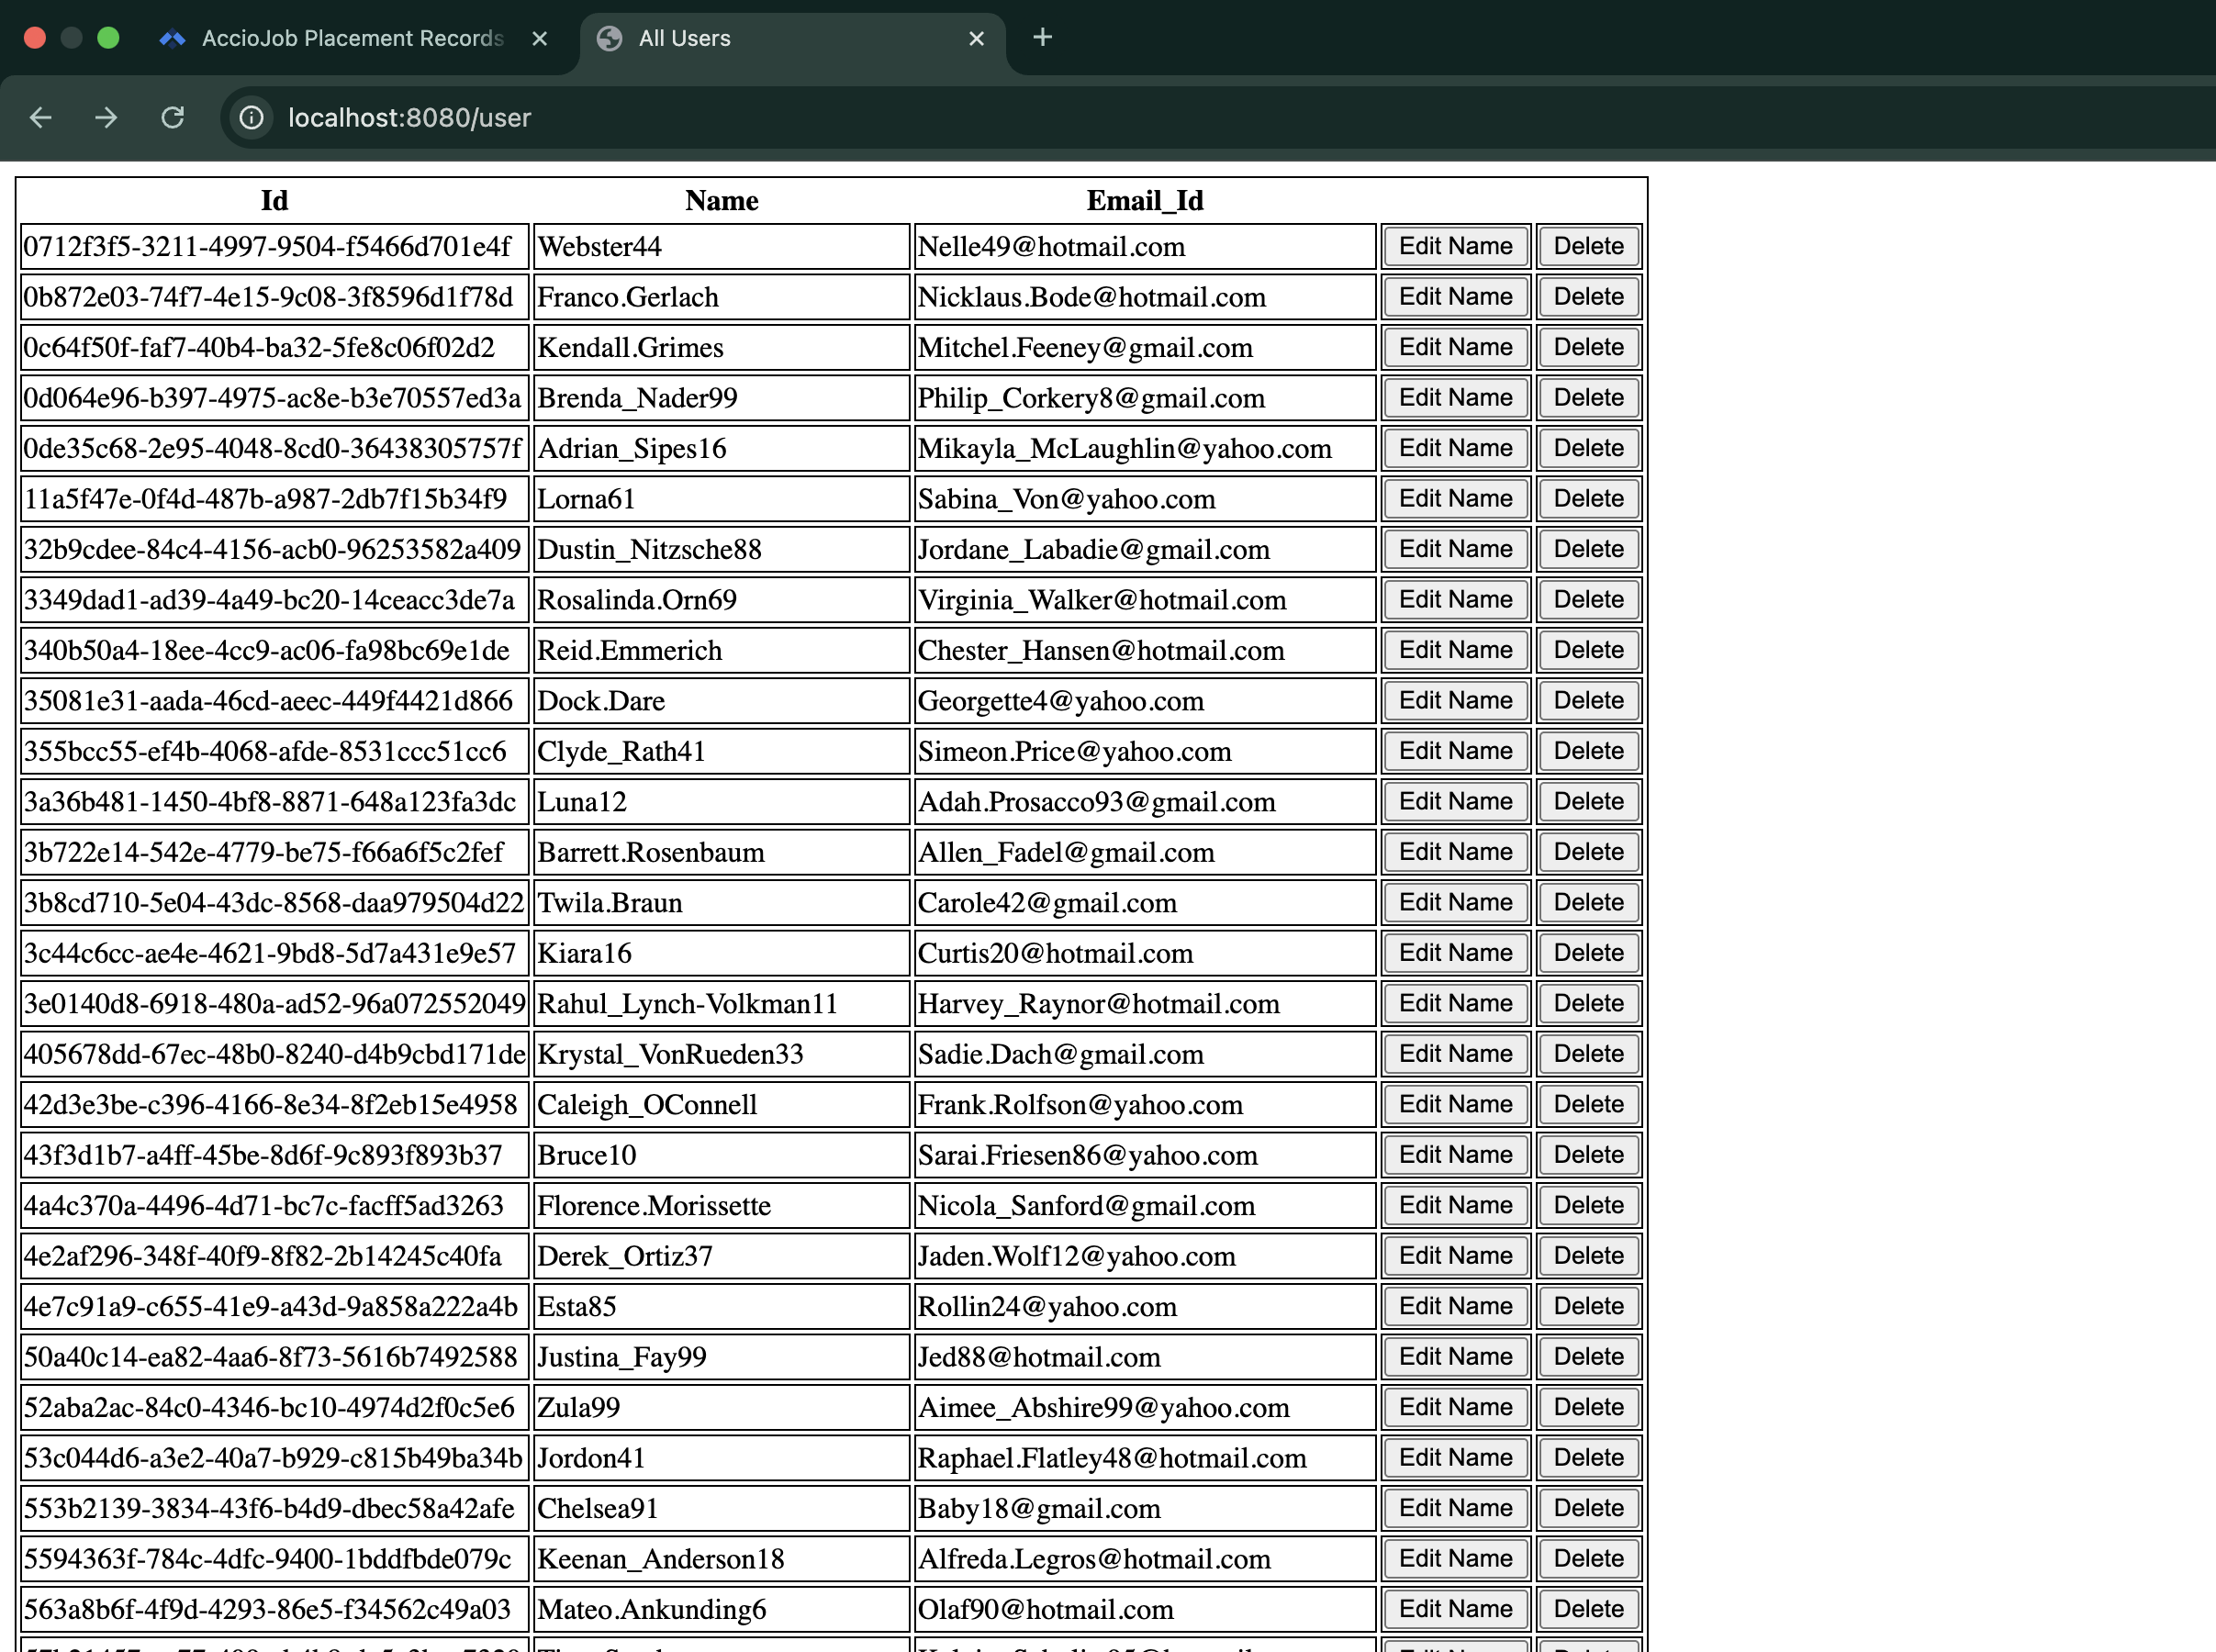 AccioJob Placement Records
All Users
localhost:8080/user
Id Name Email_Id
0712f3f5-3211-4997-9504-f5466d701e4f Webster44 Nelle49@hotmail.com Edit Name Delete
0b872e03-74f7-4e15-9c08-3f8596d1f78d Franco.Gerlach Nicklaus.Bode@hotmail.com Edit Name Delete
0c64f50f-faf7-40b4-ba32-5fe8c06f02d2 Kendall.Grimes Mitchel.Feeney@gmail.com Edit Name Delete
0d064e96-b397-4975-ac8e-b3e70557ed3a Brenda_Nader99 Philip_Corkery8@gmail.com Edit Name Delete
0de35c68-2e95-4048-8cd0-36438305757f Adrian_Sipes16 Mikayla_McLaughlin@yahoo.com Edit Name Delete
11a5f47e-0f4d-487b-a987-2db7f15b34f9 Lorna61 Sabina_Von@yahoo.com Edit Name Delete
32b9cdee-84c4-4156-acb0-96253582a409 Dustin_Nitzsche88 Jordane_Labadie@gmail.com Edit Name Delete
3349dad1-ad39-4a49-bc20-14ceacc3de7a Rosalinda.Orn69 Virginia_Walker@hotmail.com Edit Name Delete
340b50a4-18ee-4cc9-ac06-fa98bc69e1de Reid.Emmerich Chester_Hansen@hotmail.com Edit Name Delete
35081e31-aada-46cd-aeec-449f4421d866 Dock.Dare Georgette4@yahoo.com Edit Name Delete
355bcc55-ef4b-4068-afde-8531ccc51cc6 Clyde_Rath41 Simeon.Price@yahoo.com Edit Name Delete
3a36b481-1450-4bf8-8871-648a123fa3dc Luna12 Adah.Prosacco93@gmail.com Edit Name Delete
3b722e14-542e-4779-be75-f66a6f5c2fef Barrett.Rosenbaum Allen_Fadel@gmail.com Edit Name Delete
3b8cd710-5e04-43dc-8568-daa979504d22 Twila.Braun Carole42@gmail.com Edit Name Delete
3c44c6cc-ae4e-4621-9bd8-5d7a431e9e57 Kiara16 Curtis20@hotmail.com Edit Name Delete
3e0140d8-6918-480a-ad52-96a072552049 Rahul_Lynch-Volkman11 Harvey_Raynor@hotmail.com Edit Name Delete
405678dd-67ec-48b0-8240-d4b9cbd171de Krystal_VonRueden33 Sadie.Dach@gmail.com Edit Name Delete
42d3e3be-c396-4166-8e34-8f2eb15e4958 Caleigh_OConnell Frank.Rolfson@yahoo.com Edit Name Delete
43f3d1b7-a4ff-45be-8d6f-9c893f893b37 Bruce10 Sarai.Friesen86@yahoo.com Edit Name Delete
4a4c370a-4496-4d71-bc7c-facff5ad3263 Florence.Morissette Nicola_Sanford@gmail.com Edit Name Delete
4e2af296-348f-40f9-8f82-2b14245c40fa Derek_Ortiz37 Jaden.Wolf12@yahoo.com Edit Name Delete
4e7c91a9-c655-41e9-a43d-9a858a222a4b Esta85 Rollin24@yahoo.com Edit Name Delete
50a40c14-ea82-4aa6-8f73-5616b7492588 Justina_Fay99 Jed88@hotmail.com Edit Name Delete
52aba2ac-84c0-4346-bc10-4974d2f0c5e6 Zula99 Aimee_Abshire99@yahoo.com Edit Name Delete
53c044d6-a3e2-40a7-b929-c815b49ba34b Jordon41 Raphael.Flatley48@hotmail.com Edit Name Delete
553b2139-3834-43f6-b4d9-dbec58a42afe Chelsea91 Baby18@gmail.com Edit Name Delete
5594363f-784c-4dfc-9400-1bddfbde079c Keenan_Anderson18 Alfreda.Legros@hotmail.com Edit Name Delete
563a8b6f-4f9d-4293-86e5-f34562c49a03 Mateo.Ankunding6 Olaf90@hotmail.com Edit Name Delete